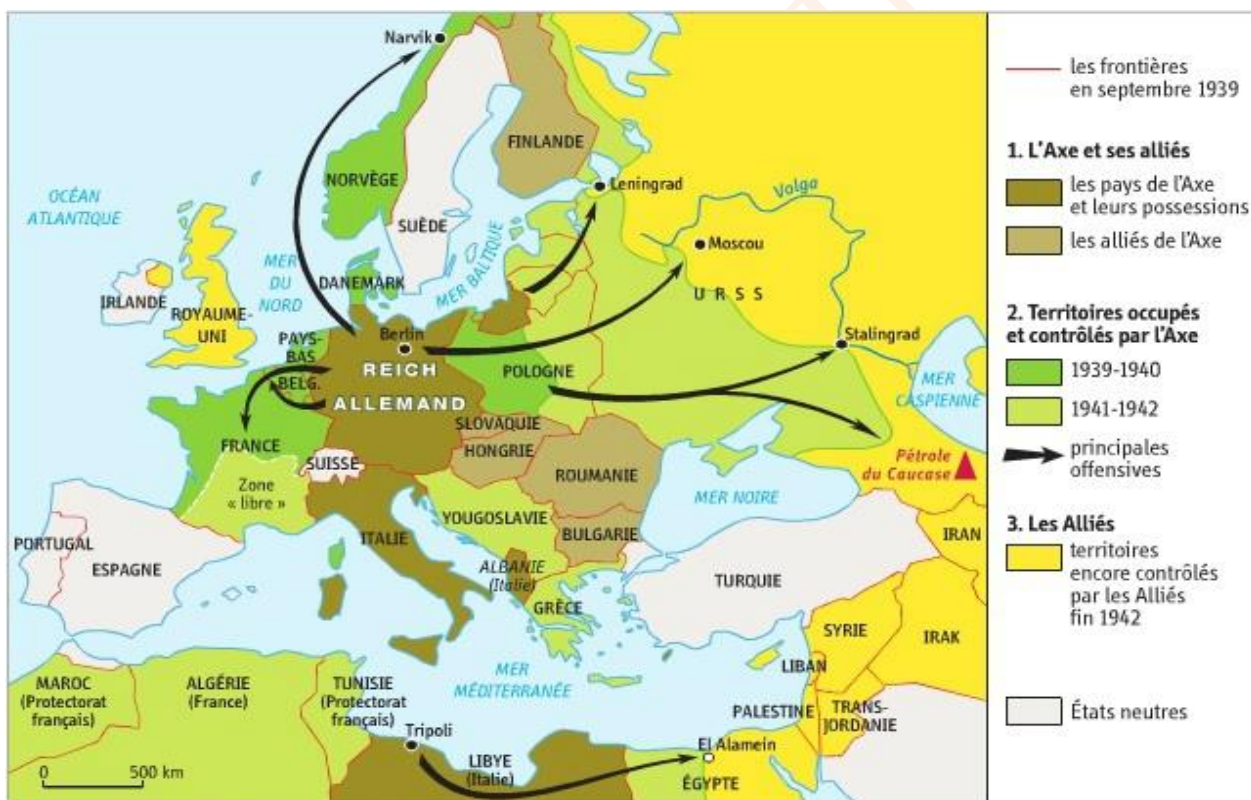 Narvik
FINLANDE
NORVÈGE
Leningrad
Volga
OCÉAN
ATLANTIQUE
SUÈDE
Moscou
MER
DU
NORD
MER BALTIQUE
DANEMARK
IRLANDE
ROYAUME-
UNI
U R S S
PAYS-
BAS
Berlin
Stalingrad
BELG.
REICH
ALLEMAND
POLOGNE
MER
CASPIENNE
SLOVAQUIE
FRANCE
SUISSE
HONGRIE
Zone
« libre »
ROUMANIE
Pétrole
du Caucase
MER NOIRE
YOUGOSLAVIE
ITALIE
BULGARIE
PORTUGAL
ESPAGNE
ALBANIE
(Italie)
TURQUIE
IRAN
GRÈCE
SYRIE
IRAK
MER
MÉDITERRANÉE
LIBAN
MAROC
(Protectorat
français)
ALGÉRIE
(France)
TUNISIE
(Protectorat
français)
PALESTINE
TRANS-
JORDANIE
Tripoli
LIBYE
(Italie)
El Alamein
ÉGYPTE
0 500 km
les frontières
en septembre 1939
1. L'Axe et ses alliés
les pays de l'Axe
et leurs possessions
les alliés de l'Axe
2. Territoires occupés
et contrôlés par l'Axe
1939-1940
1941-1942
principales
offensives
3. Les Alliés
territoires
encore contrôlés
par les Alliés
fin 1942
États neutres